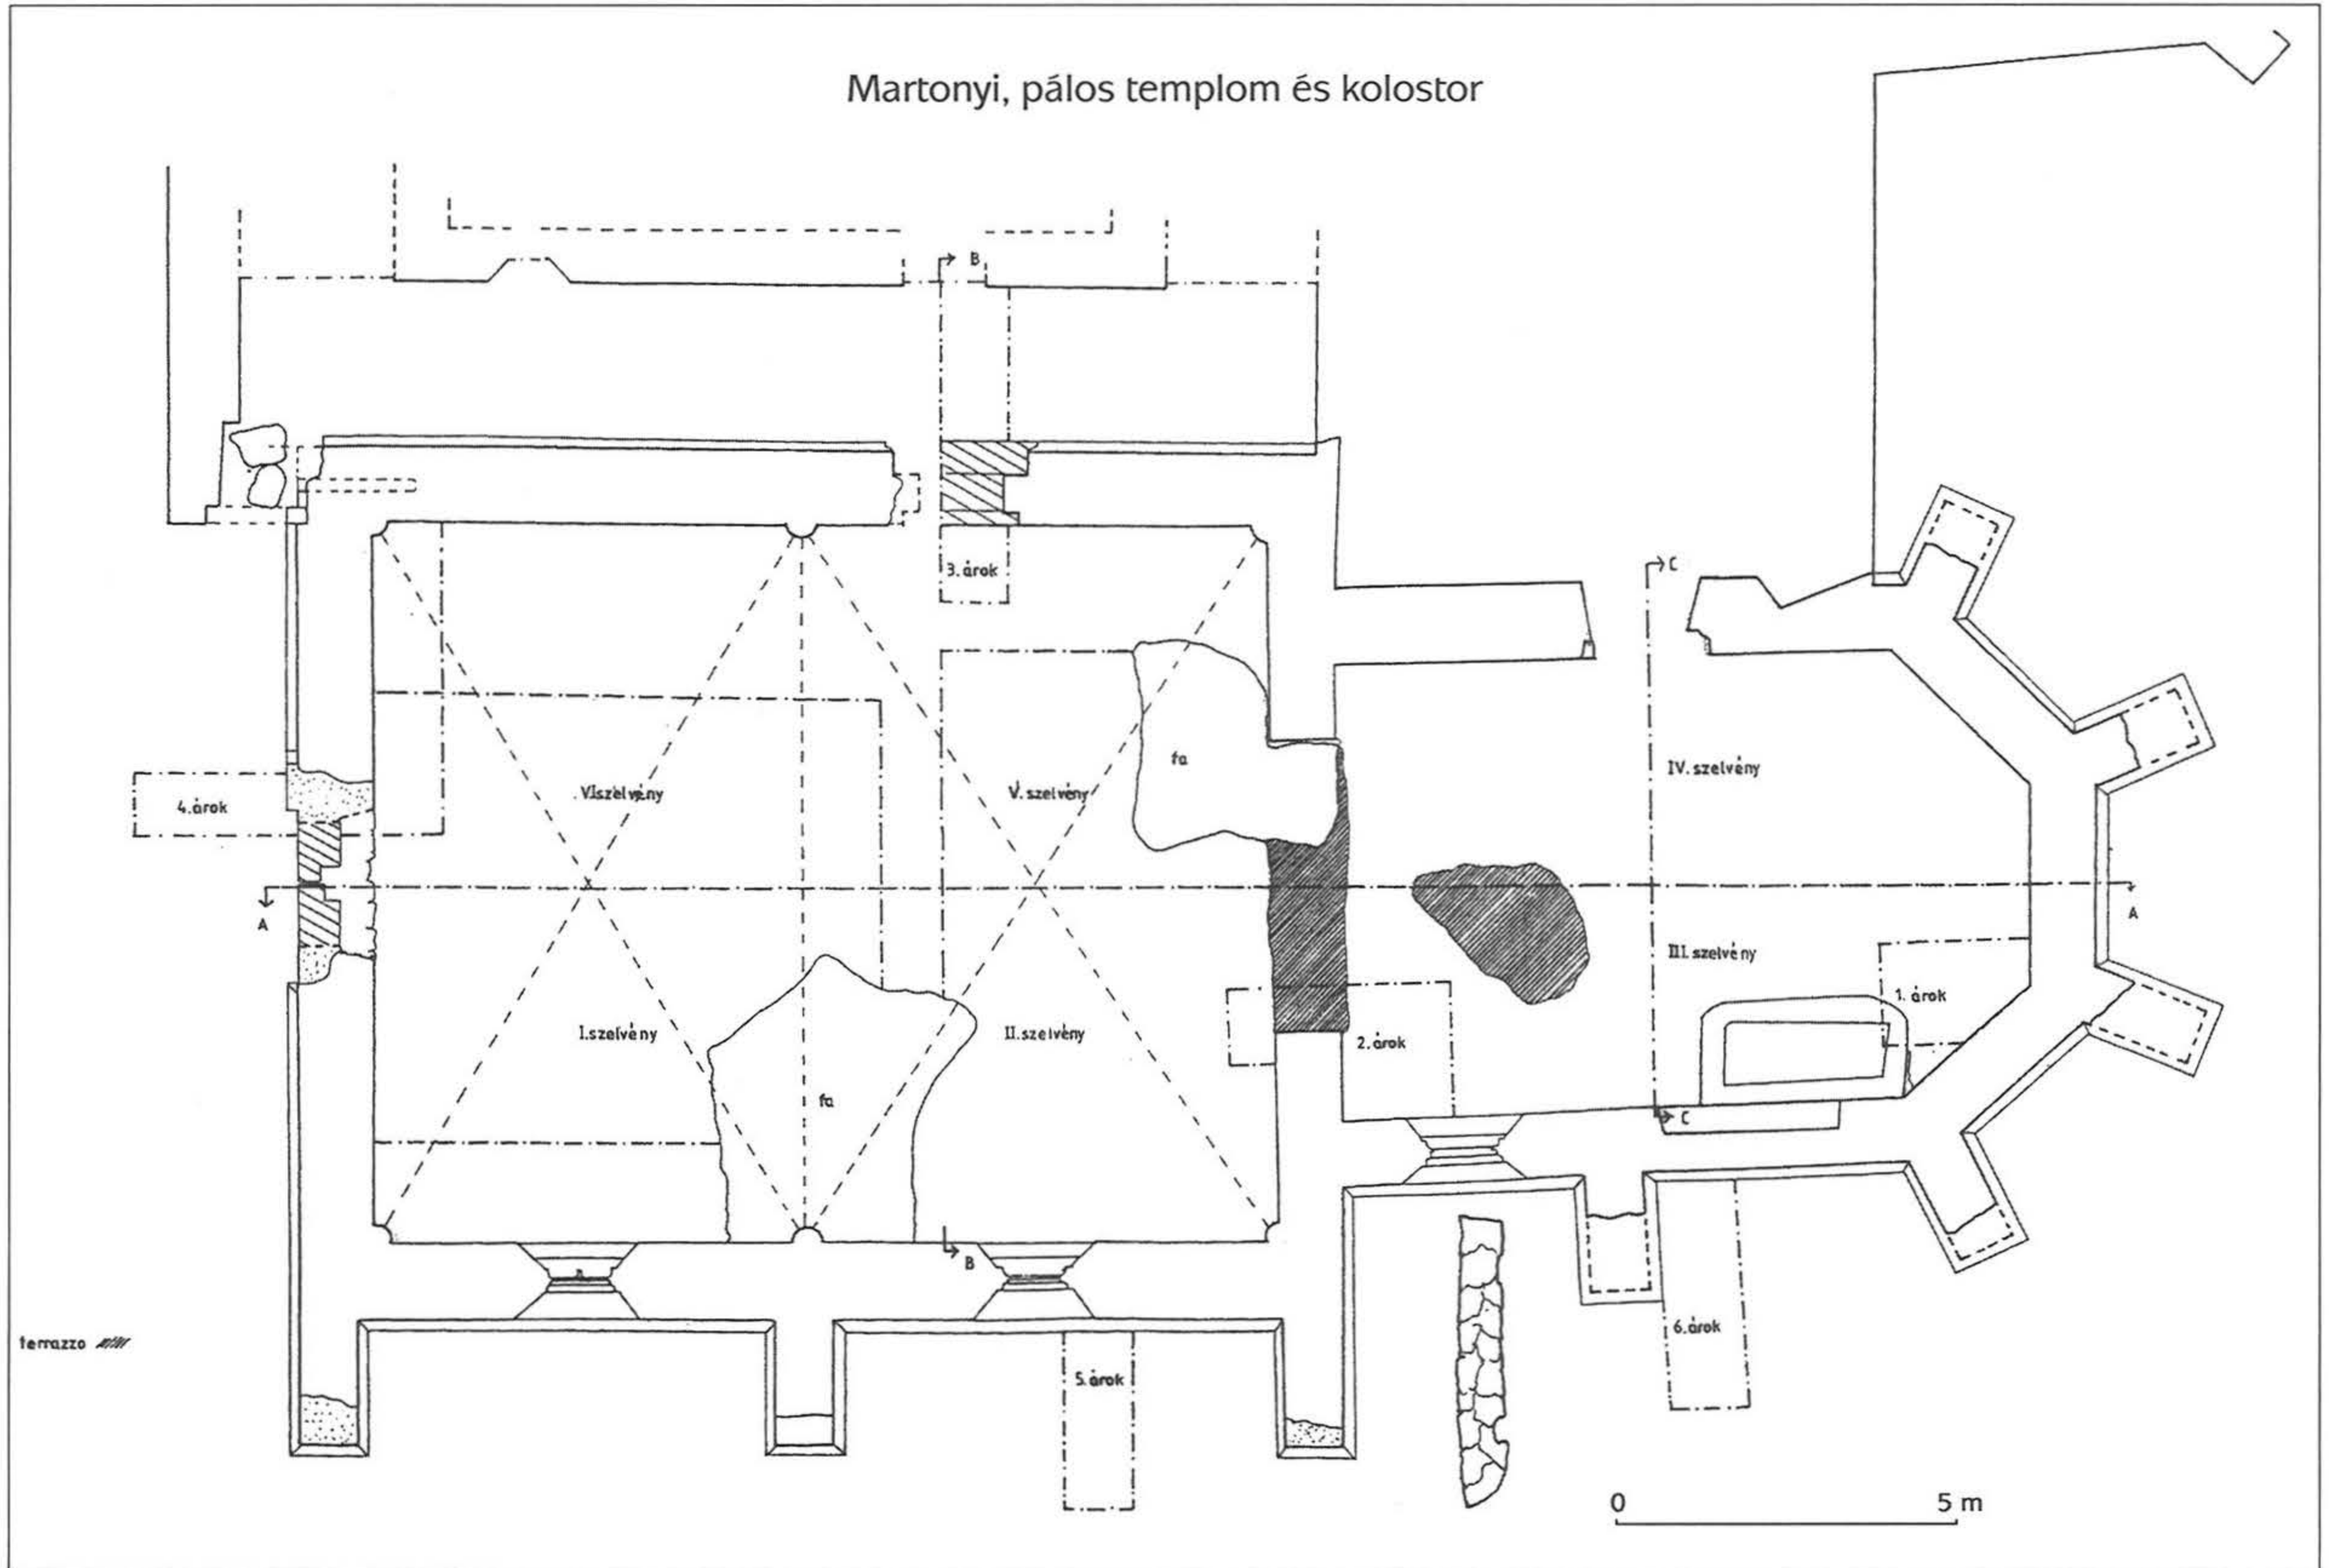 Martonyi, pálos templom és kolostor
B
3. árok
C
fa
IV. szelvény
VI. szelvény
V. szelvény
4. árok
A
A
III. szelvény
1. árok
I. szelvény
II. szelvény
2. árok
fa
C
B
6. árok
terrazzo
5. árok
0 5 m